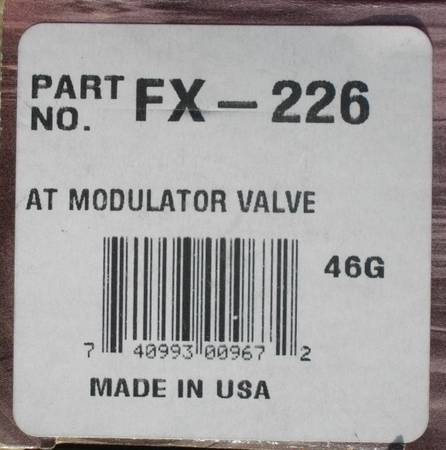 PART NO. FX-226
AT MODULATOR VALVE
46G
7 40993 00967 2
MADE IN USA